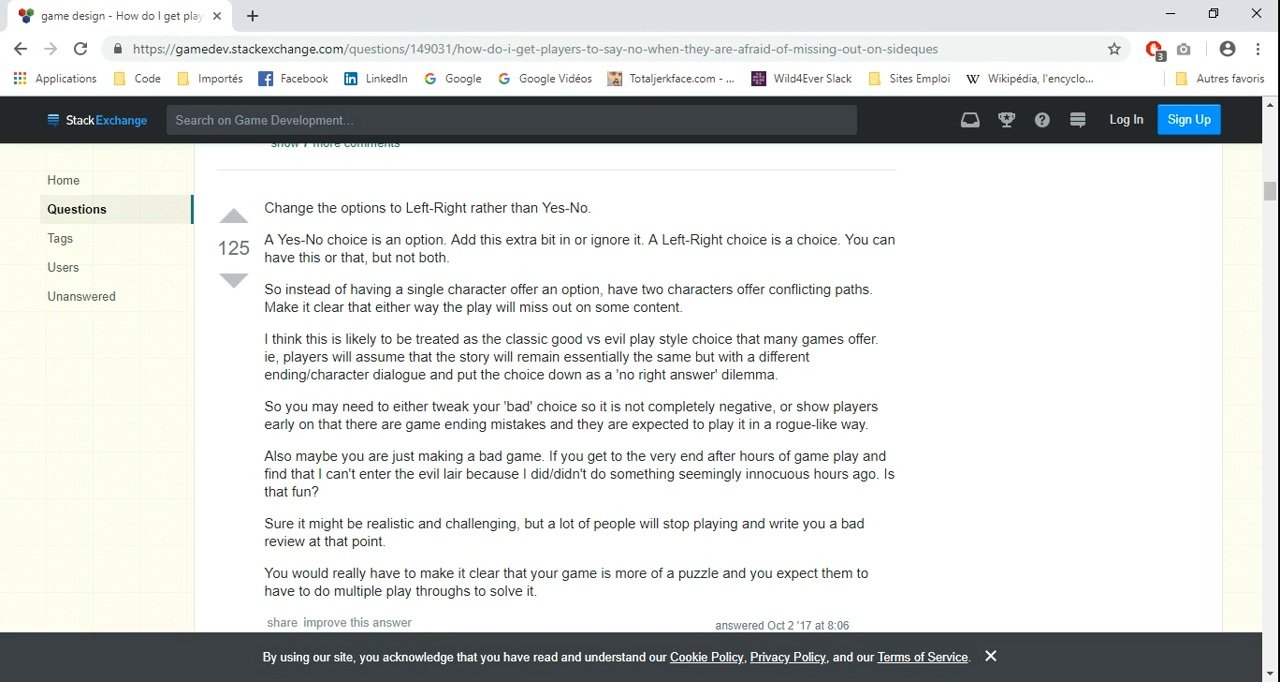 game design - How do I get play
https://gamedev.stackexchange.com/questions/149031/how-do-i-get-players-to-say-no-when-they-are-afraid-of-missing-out-on-sideques
3
Applications Code Importés Facebook LinkedIn Google Google Vidéos Totaljerkface.com - ... Wild4Ever Slack Sites Emploi Wikipédia, l'encyclo... Autres favoris
StackExchange Search on Game Development... Log In Sign Up
show 7 more comments
Home
Questions
Tags
Users
Unanswered
125
Change the options to Left-Right rather than Yes-No.
A Yes-No choice is an option. Add this extra bit in or ignore it. A Left-Right choice is a choice. You can
have this or that, but not both.
So instead of having a single character offer an option, have two characters offer conflicting paths.
Make it clear that either way the play will miss out on some content.
I think this is likely to be treated as the classic good vs evil play style choice that many games offer.
ie, players will assume that the story will remain essentially the same but with a different
ending/character dialogue and put the choice down as a 'no right answer' dilemma.
So you may need to either tweak your 'bad' choice so it is not completely negative, or show players
early on that there are game ending mistakes and they are expected to play it in a rogue-like way.
Also maybe you are just making a bad game. If you get to the very end after hours of game play and
find that I can't enter the evil lair because I did/didn't do something seemingly innocuous hours ago. Is
that fun?
Sure it might be realistic and challenging, but a lot of people will stop playing and write you a bad
review at that point.
You would really have to make it clear that your game is more of a puzzle and you expect them to
have to do multiple play throughs to solve it.
share improve this answer
answered Oct 2 '17 at 8:06
By using our site, you acknowledge that you have read and understand our Cookie Policy, Privacy Policy, and our Terms of Service.